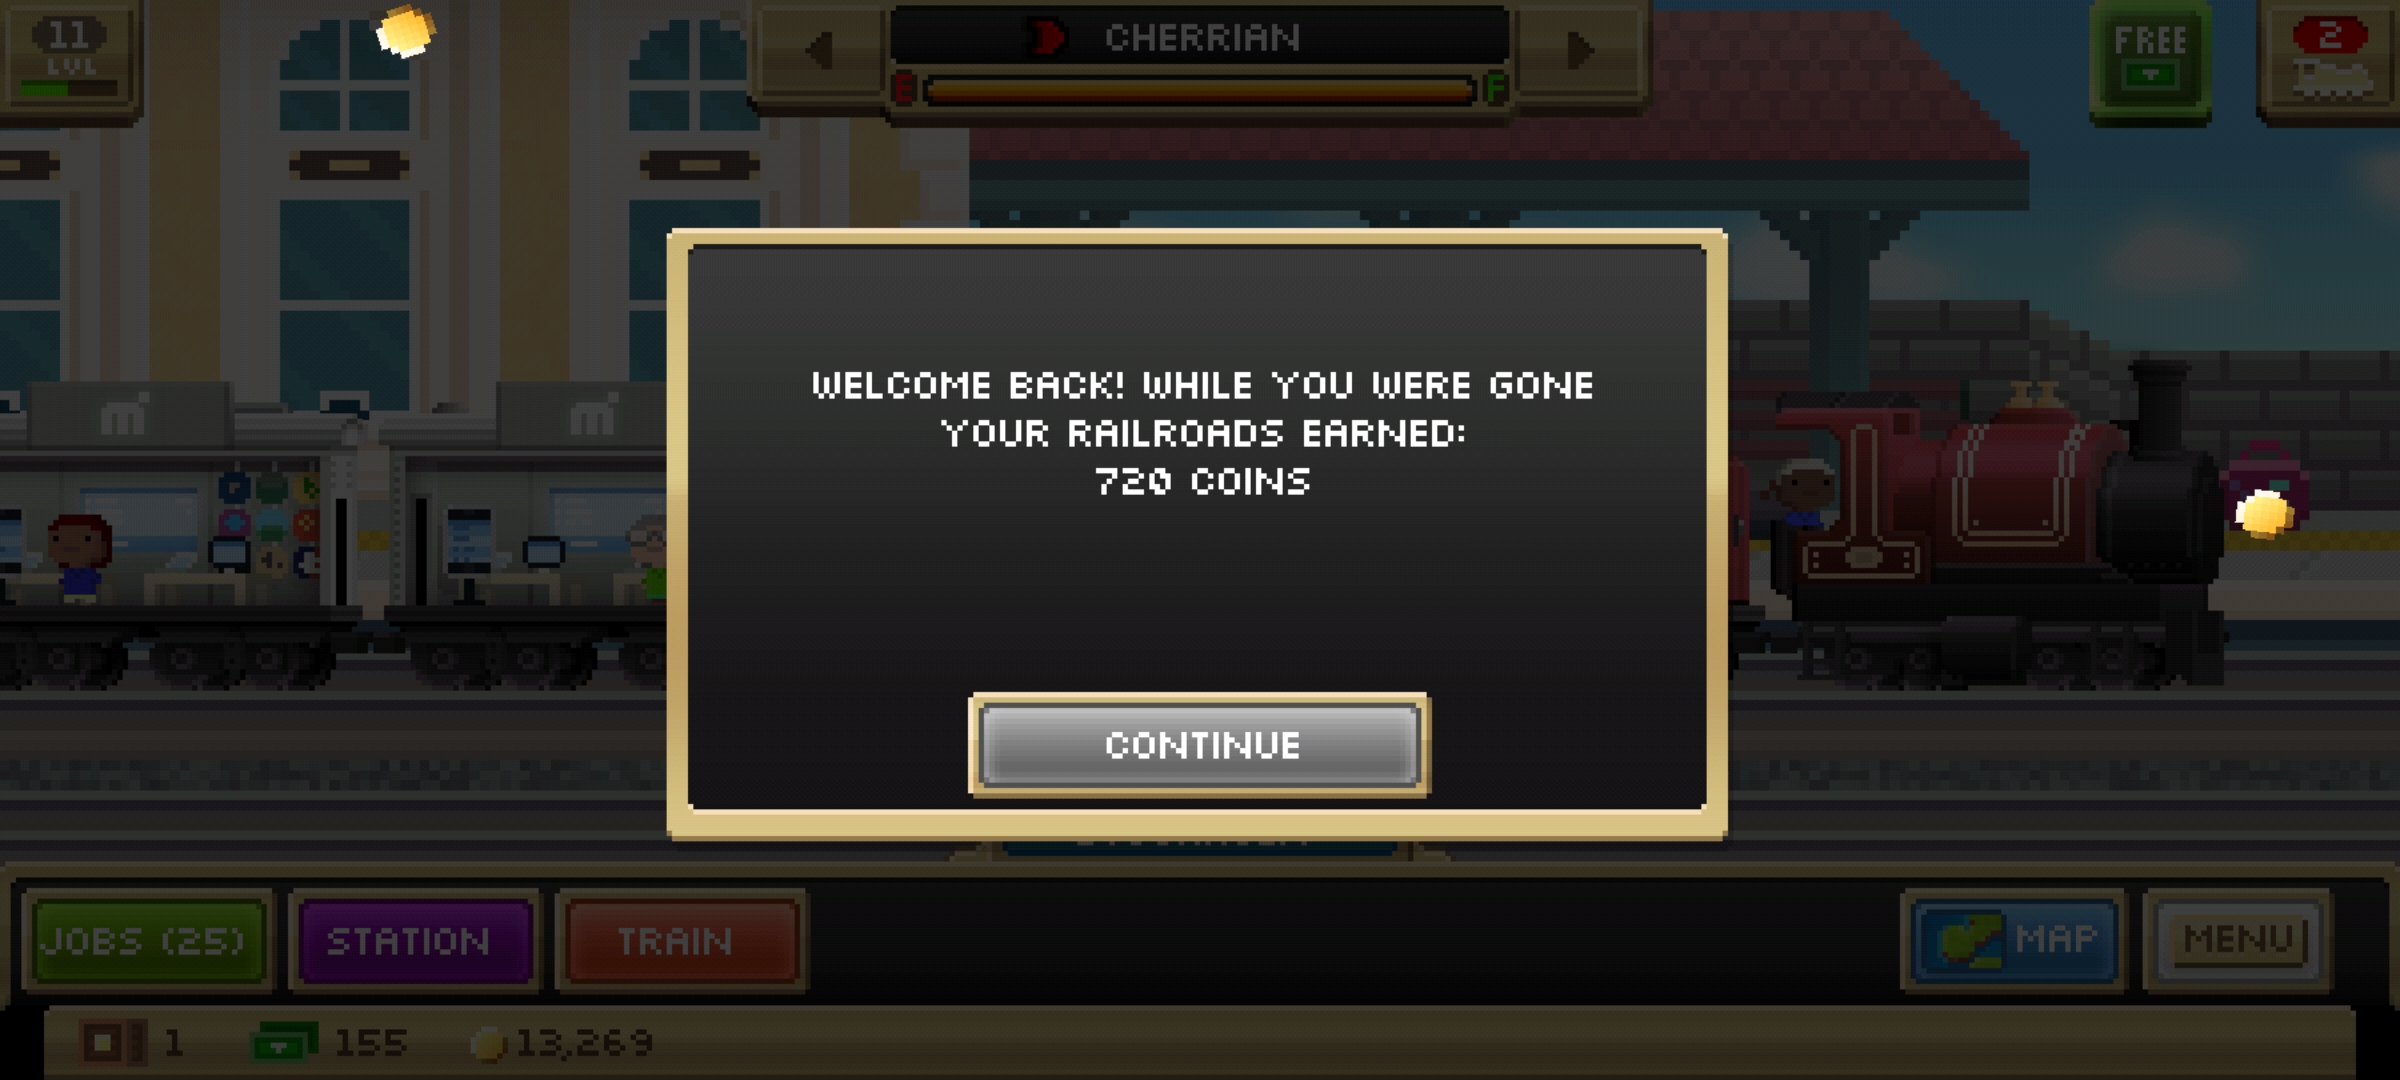 11
LVL
CHERRIAN
E F
FREE
2
WELCOME BACK! WHILE YOU WERE GONE
YOUR RAILROADS EARNED:
720 COINS
CONTINUE
JOBS (25) STATION TRAIN MAP MENU
1 155 13,269